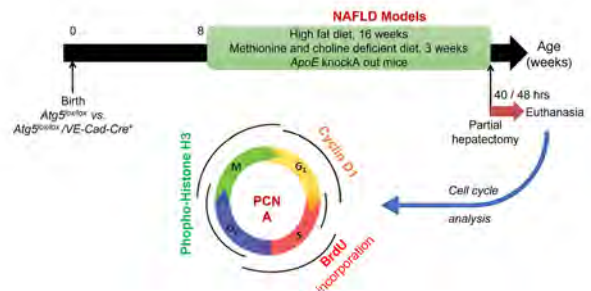 NAFLD Models
0
8
High fat diet, 16 weeks
Methionine and choline deficient diet, 3 weeks
ApoE knockA out mice
Age
(weeks)
Birth
Atg5lox/lox vs.
Atg5lox/lox/VE-Cad-Cre+
40 / 48 hrs
Partial
hepatectomy
Euthanasia
Cell cycle
analysis
Phospho-Histone H3
Cyclin D1
M
G1
PCN
A
S
BrdU
incorporation